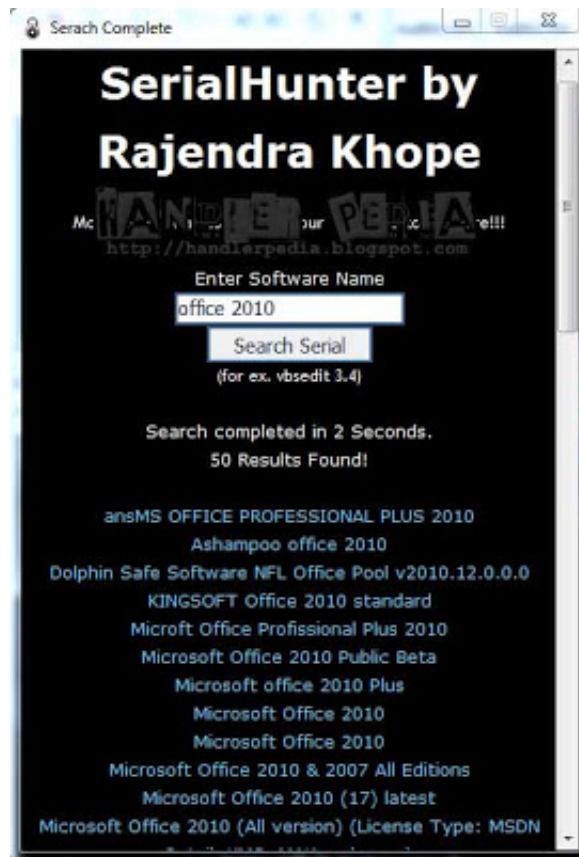 Serach Complete
SerialHunter by
Rajendra Khope
HANDLER PEDIA
http://handlerpedia.blogspot.com
Enter Software Name
office 2010
Search Serial
(for ex. vbsedit 3.4)
Search completed in 2 Seconds.
50 Results Found!
ansMS OFFICE PROFESSIONAL PLUS 2010
Ashampoo office 2010
Dolphin Safe Software NFL Office Pool v2010.12.0.0.0
KINGSOFT Office 2010 standard
Microft Office Profissional Plus 2010
Microsoft Office 2010 Public Beta
Microsoft office 2010 Plus
Microsoft Office 2010
Microsoft Office 2010
Microsoft Office 2010 & 2007 All Editions
Microsoft Office 2010 (17) latest
Microsoft Office 2010 (All version) (License Type: MSDN